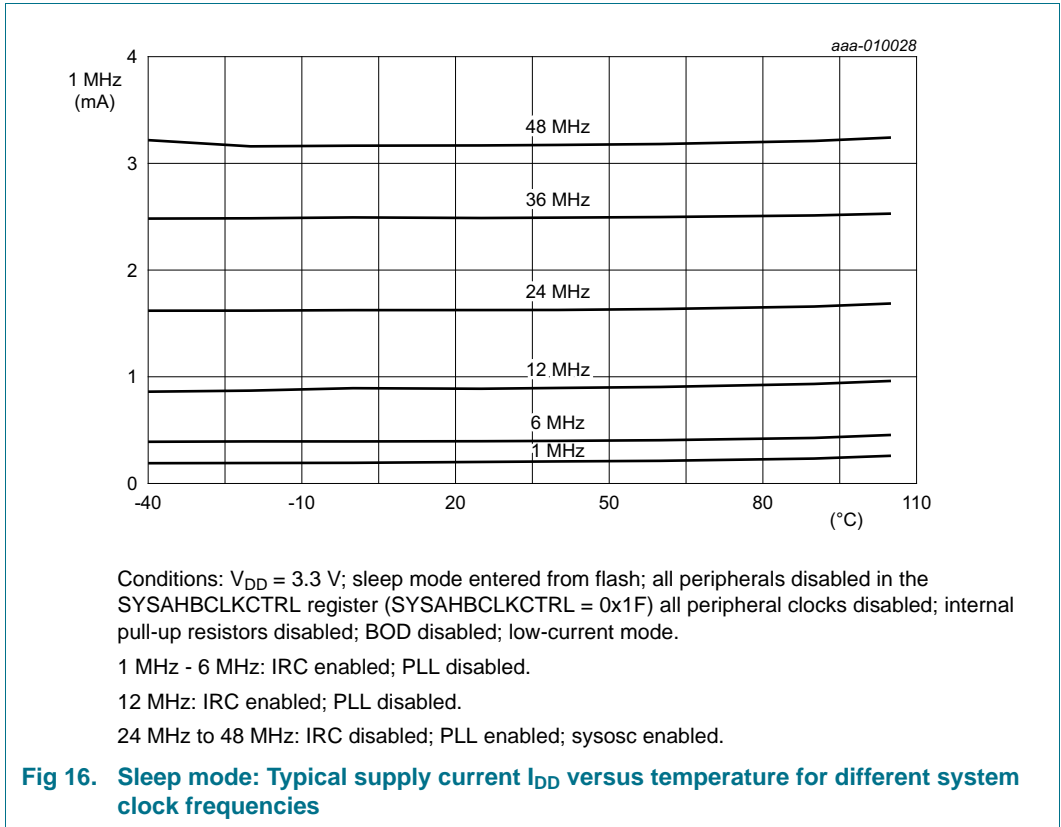 aaa-010028
4
1 MHz
(mA)
48 MHz
3
36 MHz
2
24 MHz
1
12 MHz
6 MHz
1 MHz
0
-40 -10 20 50 80 110
(°C)
Conditions: VDD = 3.3 V; sleep mode entered from flash; all peripherals disabled in the
SYSAHBCLKCTRL register (SYSAHBCLKCTRL = 0x1F) all peripheral clocks disabled; internal
pull-up resistors disabled; BOD disabled; low-current mode.
1 MHz - 6 MHz: IRC enabled; PLL disabled.
12 MHz: IRC enabled; PLL disabled.
24 MHz to 48 MHz: IRC disabled; PLL enabled; sysosc enabled.
Fig 16. Sleep mode: Typical supply current IDD versus temperature for different system
clock frequencies